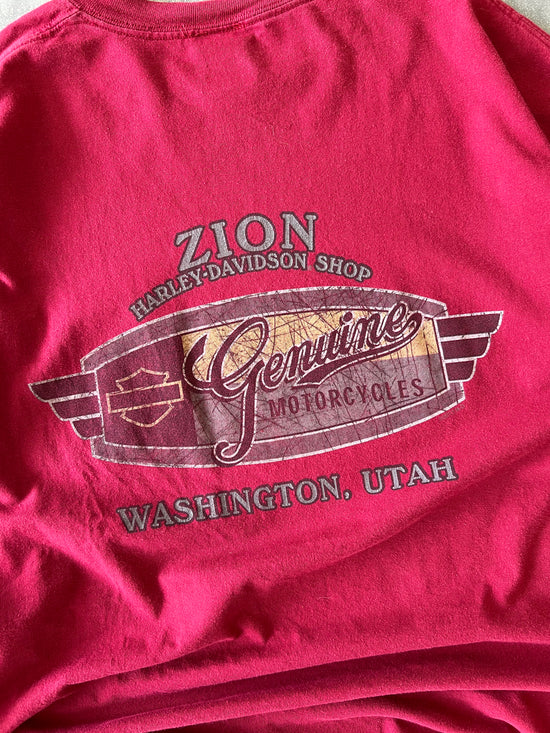 ZION
HARLEY-DAVIDSON SHOP
Genuine
MOTORCYCLES
WASHINGTON, UTAH